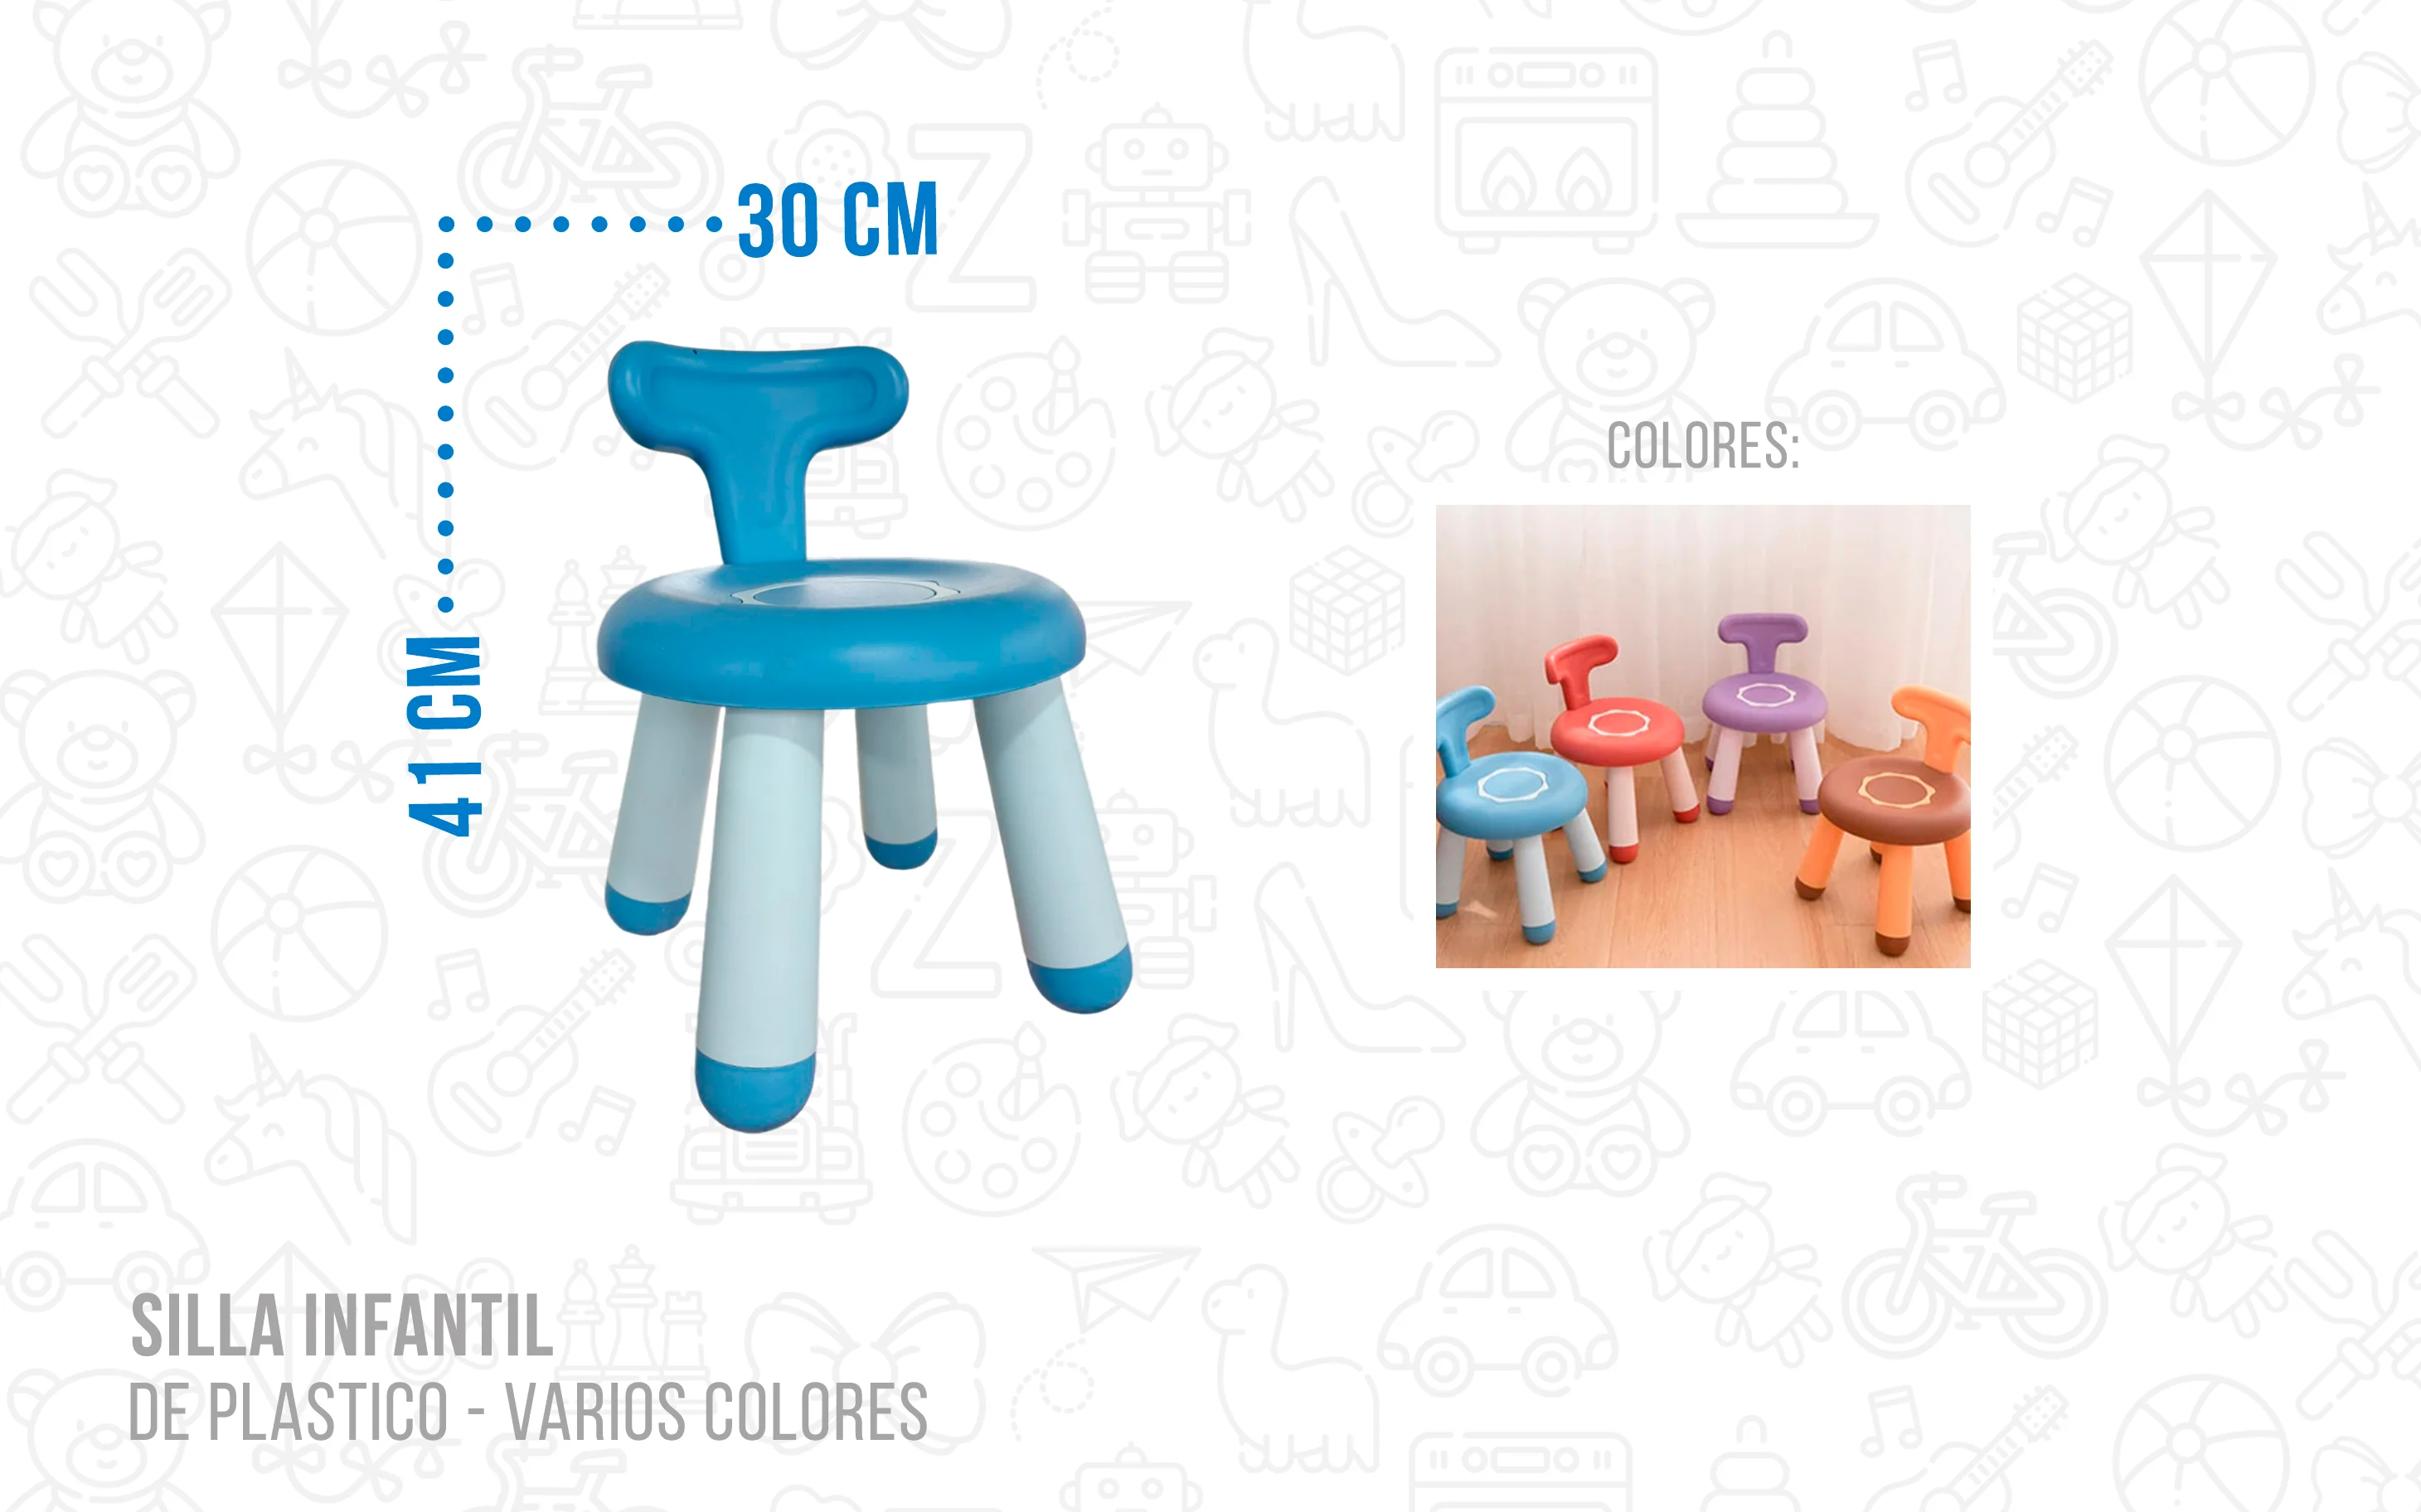 30 CM
41 CM
COLORES:
SILLA INFANTIL
DE PLASTICO - VARIOS COLORES